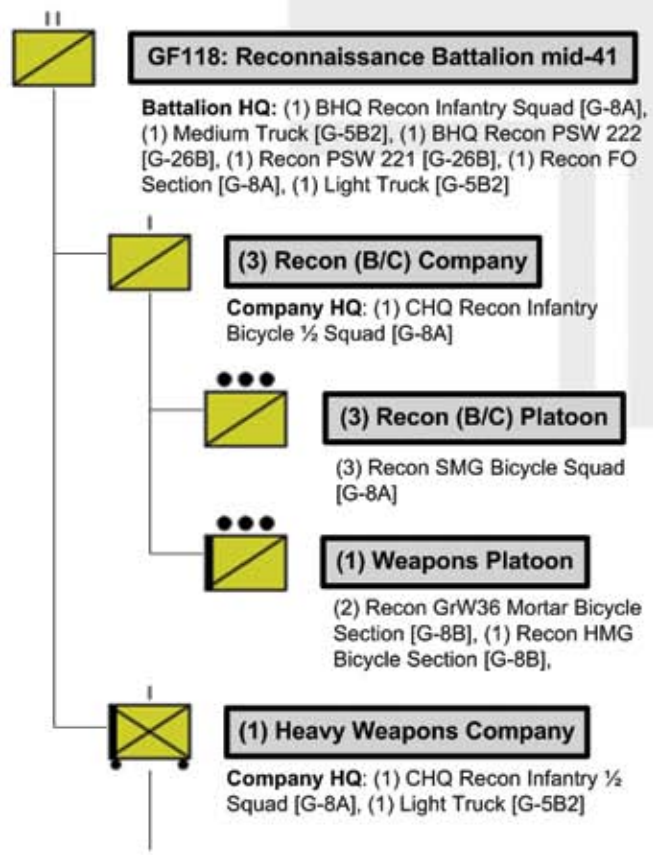 GF118: Reconnaissance Battalion mid-41
Battalion HQ: (1) BHQ Recon Infantry Squad [G-8A],
(1) Medium Truck [G-5B2], (1) BHQ Recon PSW 222
[G-26B], (1) Recon PSW 221 [G-26B], (1) Recon FO
Section [G-8A], (1) Light Truck [G-5B2]
(3) Recon (B/C) Company
Company HQ: (1) CHQ Recon Infantry
Bicycle ½ Squad [G-8A]
(3) Recon (B/C) Platoon
(3) Recon SMG Bicycle Squad
[G-8A]
(1) Weapons Platoon
(2) Recon GrW36 Mortar Bicycle
Section [G-8B], (1) Recon HMG
Bicycle Section [G-8B],
(1) Heavy Weapons Company
Company HQ: (1) CHQ Recon Infantry ½
Squad [G-8A], (1) Light Truck [G-5B2]